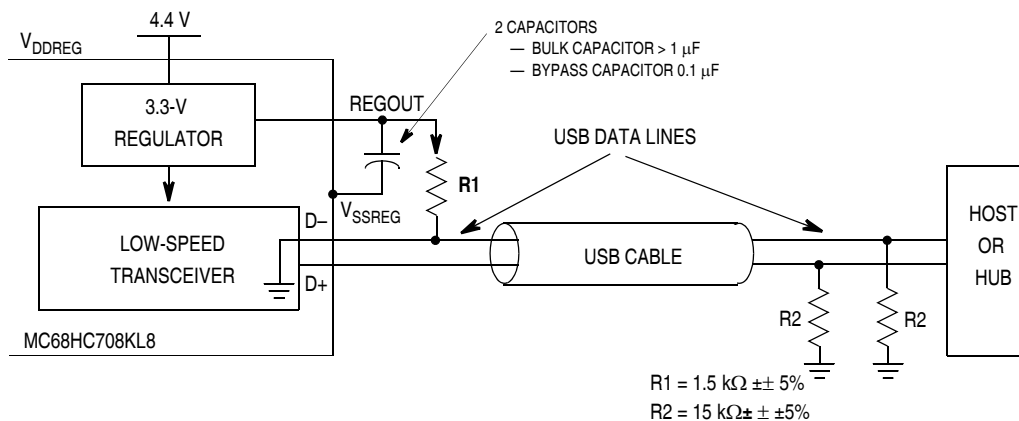 4.4 V
V_DDREG
2 CAPACITORS
— BULK CAPACITOR > 1 μF
— BYPASS CAPACITOR 0.1 μF
3.3-V
REGULATOR
REGOUT
USB DATA LINES
R1
V_SSREG
D–
LOW-SPEED
TRANSCEIVER
D+
USB CABLE
HOST
OR
HUB
R2
R2
MC68HC708KL8
R1 = 1.5 kΩ ±± 5%
R2 = 15 kΩ± ± ±5%